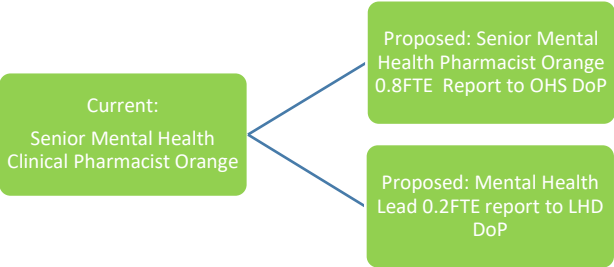 Current:
Senior Mental Health
Clinical Pharmacist Orange
Proposed: Senior Mental
Health Pharmacist Orange
0.8FTE  Report to OHS DoP
Proposed: Mental Health
Lead 0.2FTE report to LHD
DoP